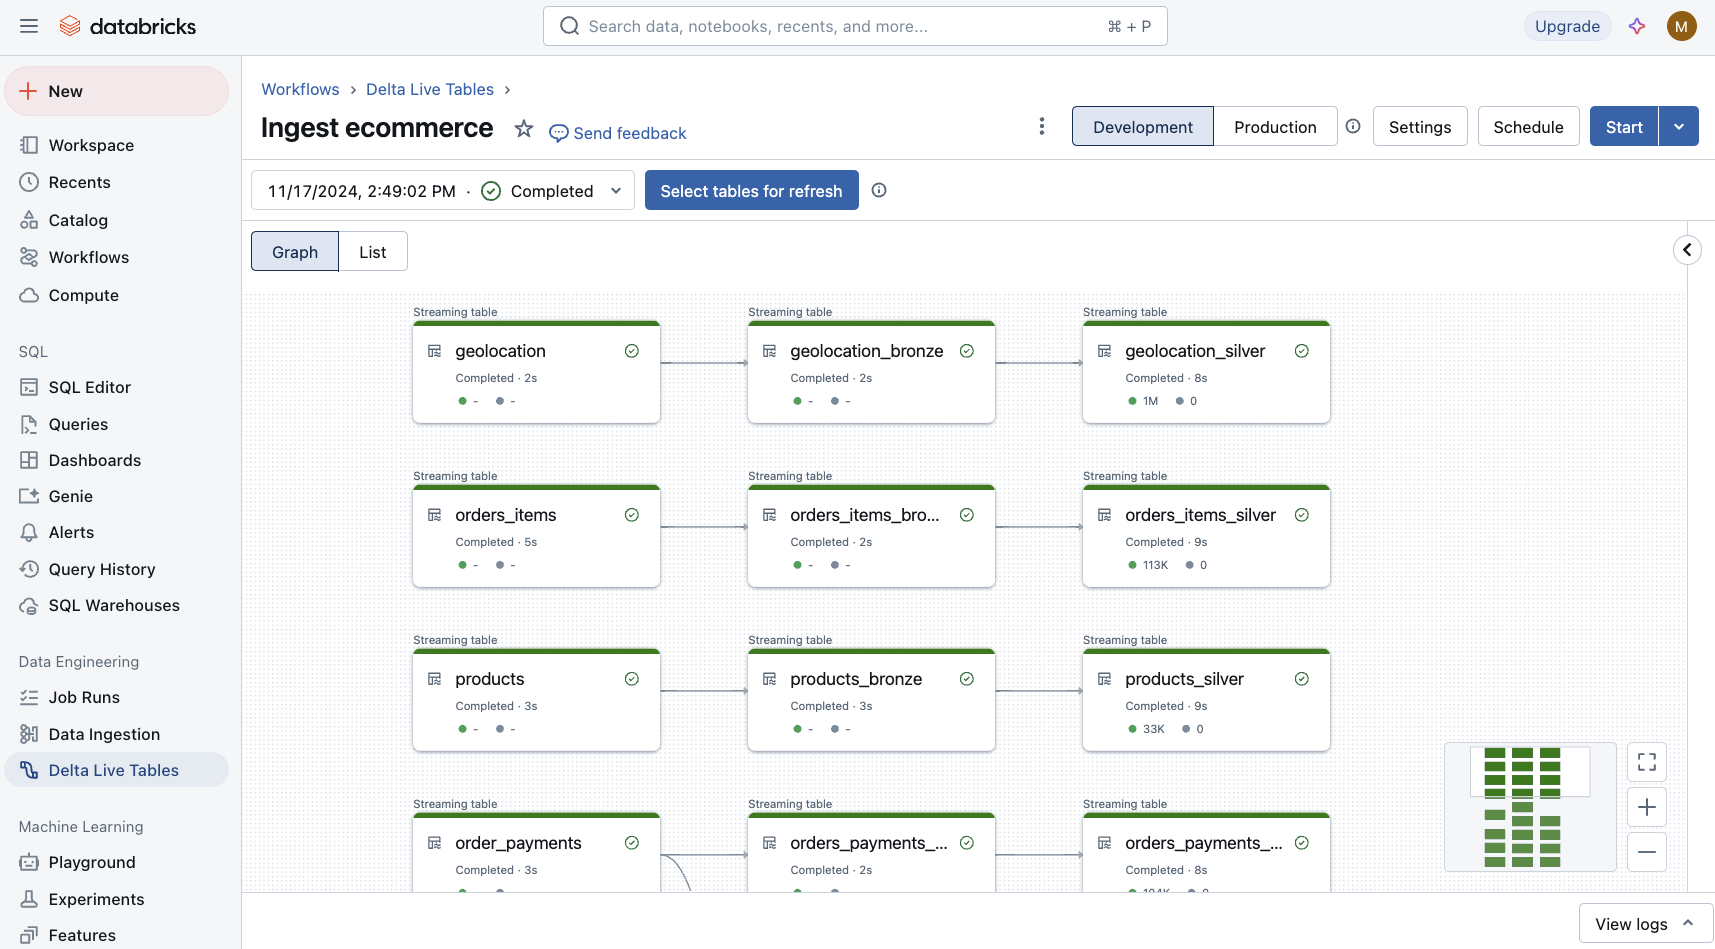 databricks
Search data, notebooks, recents, and more...
⌘ + P
Upgrade
M
New
Workspace
Recents
Catalog
Workflows
Compute
SQL
SQL Editor
Queries
Dashboards
Genie
Alerts
Query History
SQL Warehouses
Data Engineering
Job Runs
Data Ingestion
Delta Live Tables
Machine Learning
Playground
Experiments
Features
Workflows › Delta Live Tables ›
Ingest ecommerce
Send feedback
Development
Production
Settings
Schedule
Start
11/17/2024, 2:49:02 PM · Completed
Select tables for refresh
Graph
List
Streaming table
geolocation
Completed · 2s
- -
Streaming table
geolocation_bronze
Completed · 2s
- -
Streaming table
geolocation_silver
Completed · 8s
1M 0
Streaming table
orders_items
Completed · 5s
- -
Streaming table
orders_items_bro...
Completed · 2s
- -
Streaming table
orders_items_silver
Completed · 9s
113K 0
Streaming table
products
Completed · 3s
- -
Streaming table
products_bronze
Completed · 3s
- -
Streaming table
products_silver
Completed · 9s
33K 0
Streaming table
order_payments
Completed · 3s
Streaming table
orders_payments_...
Completed · 2s
Streaming table
orders_payments_...
Completed · 8s
View logs